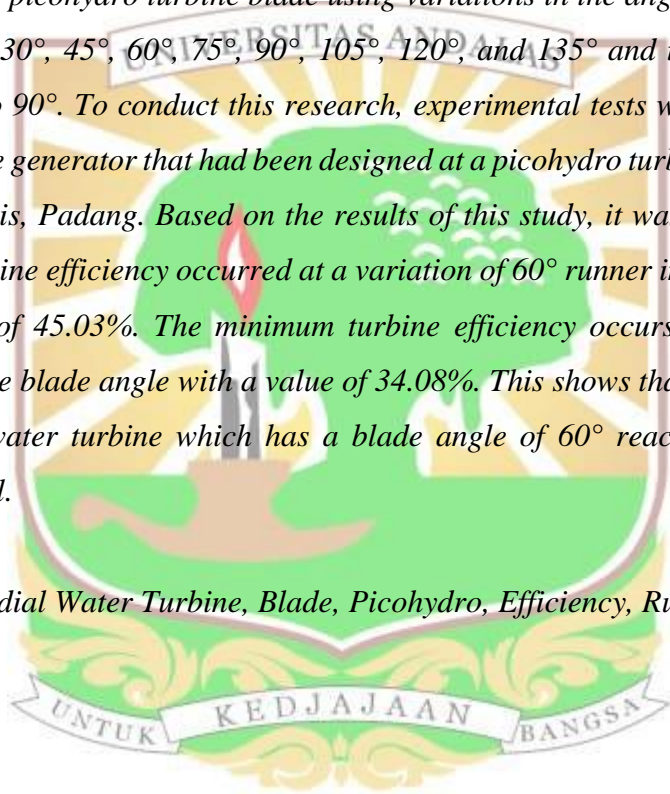 picohydro turbine blade using variations in the ang
30°, 45°, 60°, 75°, 90°, 105°, 120°, and 135° and
UNIVERSITAS ANDALAS
90°. To conduct this research, experimental tests w
generator that had been designed at a picohydro turb
is, Padang. Based on the results of this study, it wa
ine efficiency occurred at a variation of 60° runner i
of 45.03%. The minimum turbine efficiency occurs
e blade angle with a value of 34.08%. This shows tha
water turbine which has a blade angle of 60° reac
l.
dial Water Turbine, Blade, Picohydro, Efficiency, Ru
UNTUK KEDJAJAAN BANGSA